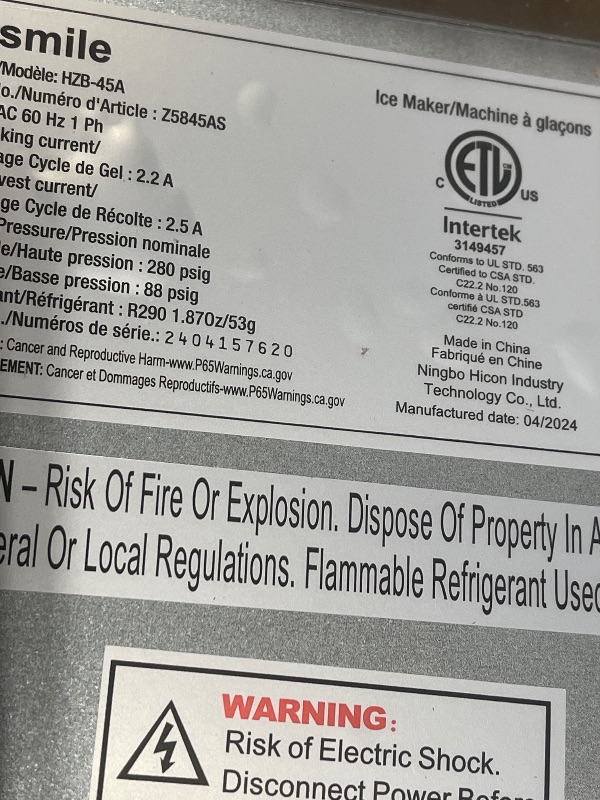 smile
/Modèle: HZB-45A
o./Numéro d'Article : Z5845AS
AC 60 Hz 1 Ph
king current/
age Cycle de Gel : 2.2 A
vest current/
ge Cycle de Récolte : 2.5 A
Pressure/Pression nominale
le/Haute pression : 280 psig
e/Basse pression : 88 psig
ant/Réfrigérant : R290 1.87Oz/53g
./Numéros de série.: 2404157620
: Cancer and Reproductive Harm-www.P65Warnings.ca.gov
EMENT: Cancer et Dommages Reproductifs-www.P65Warnings.ca.gov
Ice Maker/Machine à glaçons
ETL CM
C US
LISTED
Intertek
3149457
Conforms to UL STD. 563
Certified to CSA STD.
C22.2 No.120
Conforme à UL STD.563
certifié CSA STD
C22.2 No.120
Made in China
Fabriqué en Chine
Ningbo Hicon Industry
Technology Co., Ltd.
Manufactured date: 04/2024
N – Risk Of Fire Or Explosion. Dispose Of Property In A
eral Or Local Regulations. Flammable Refrigerant Used
WARNING:
Risk of Electric Shock.
Disconnect Power Before